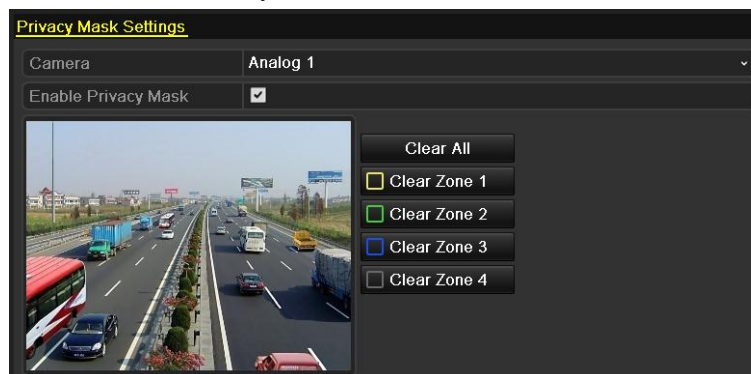 Privacy Mask Settings
Camera Analog 1
Enable Privacy Mask
Clear All
Clear Zone 1
Clear Zone 2
Clear Zone 3
Clear Zone 4